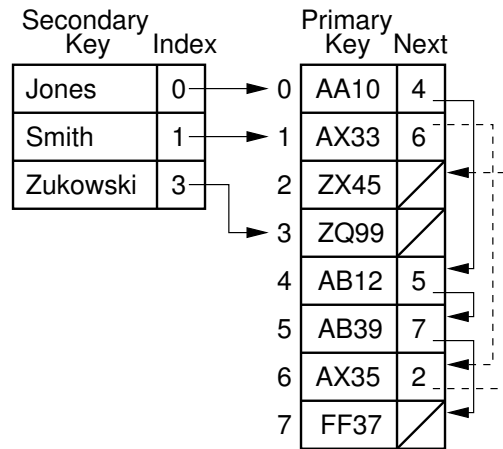 Secondary Key Index
Jones 0
Smith 1
Zukowski 3
Primary Key Next
0 AA10 4
1 AX33 6
2 ZX45
3 ZQ99
4 AB12 5
5 AB39 7
6 AX35 2
7 FF37